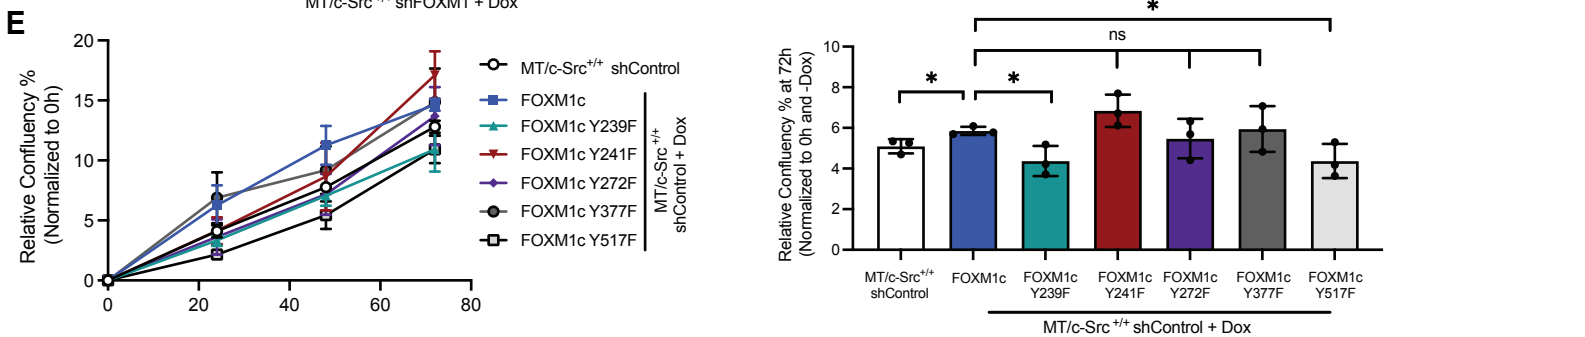 MT/c-Src+/+ shFOXM1 + Dox
E
Relative Confluency %
(Normalized to 0h)
20
15
10
5
0
0
20
40
60
80
MT/c-Src+/+ shControl
FOXM1c
FOXM1c Y239F
FOXM1c Y241F
FOXM1c Y272F
FOXM1c Y377F
FOXM1c Y517F
MT/c-Src+/+
shControl + Dox
Relative Confluency % at 72h
(Normalized to 0h and -Dox)
10
8
6
4
2
0
*
ns
*
*
MT/c-Src+/+
shControl
FOXM1c
FOXM1c
Y239F
FOXM1c
Y241F
FOXM1c
Y272F
FOXM1c
Y377F
FOXM1c
Y517F
MT/c-Src+/+ shControl + Dox